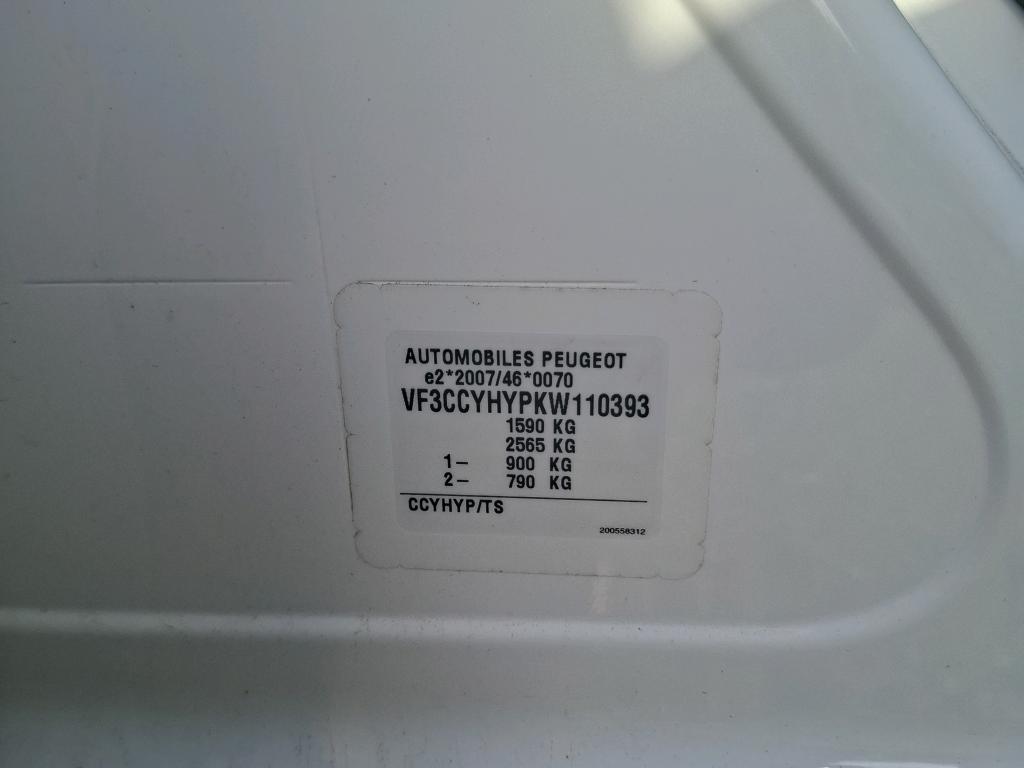 AUTOMOBILES PEUGEOT
e2*2007/46*0070
VF3CCYHYPKW110393
1590 KG
2565 KG
1- 900 KG
2- 790 KG
CCYHYP/TS
200558312